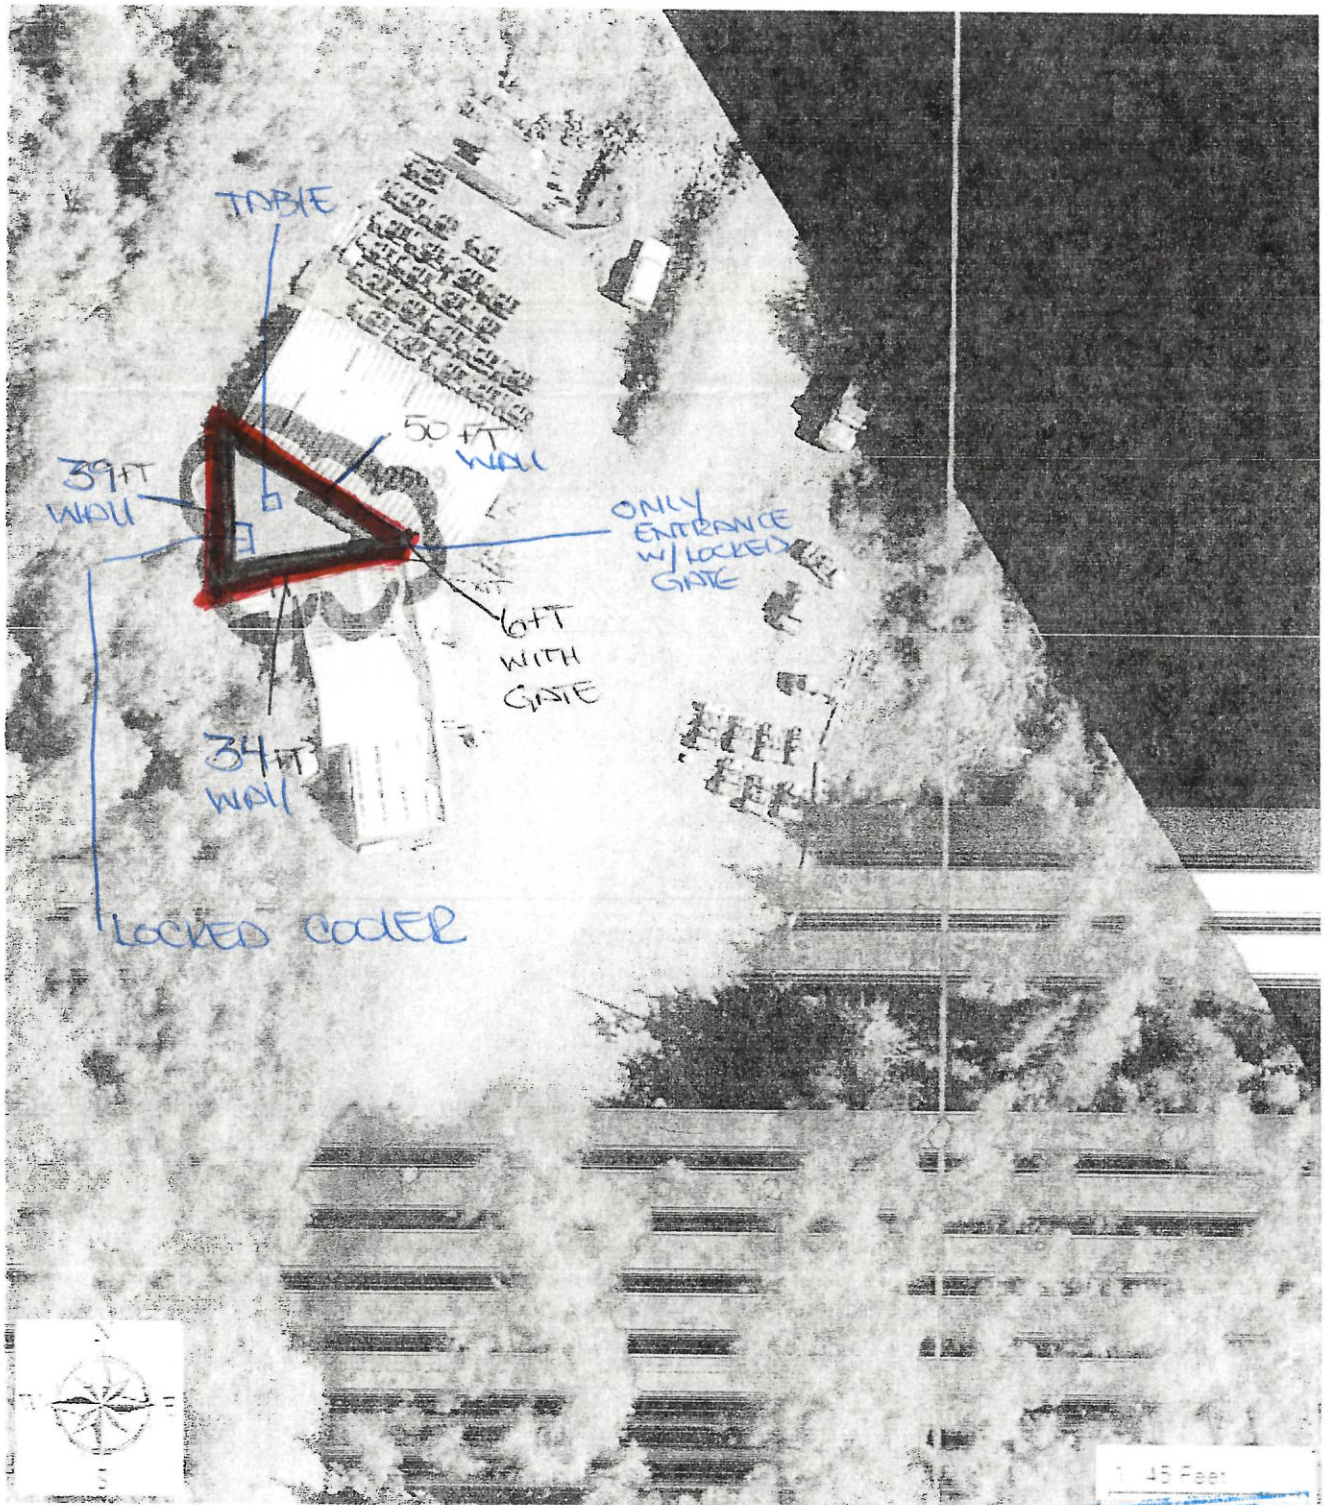 TABLE
50 FT
WALL
39 FT
WALL
ONLY
ENTRANCE
W/LOCKED
GATE
6 FT
WITH
GATE
34 FT
WALL
LOCKED COOLER
N
E
S
45 Feet